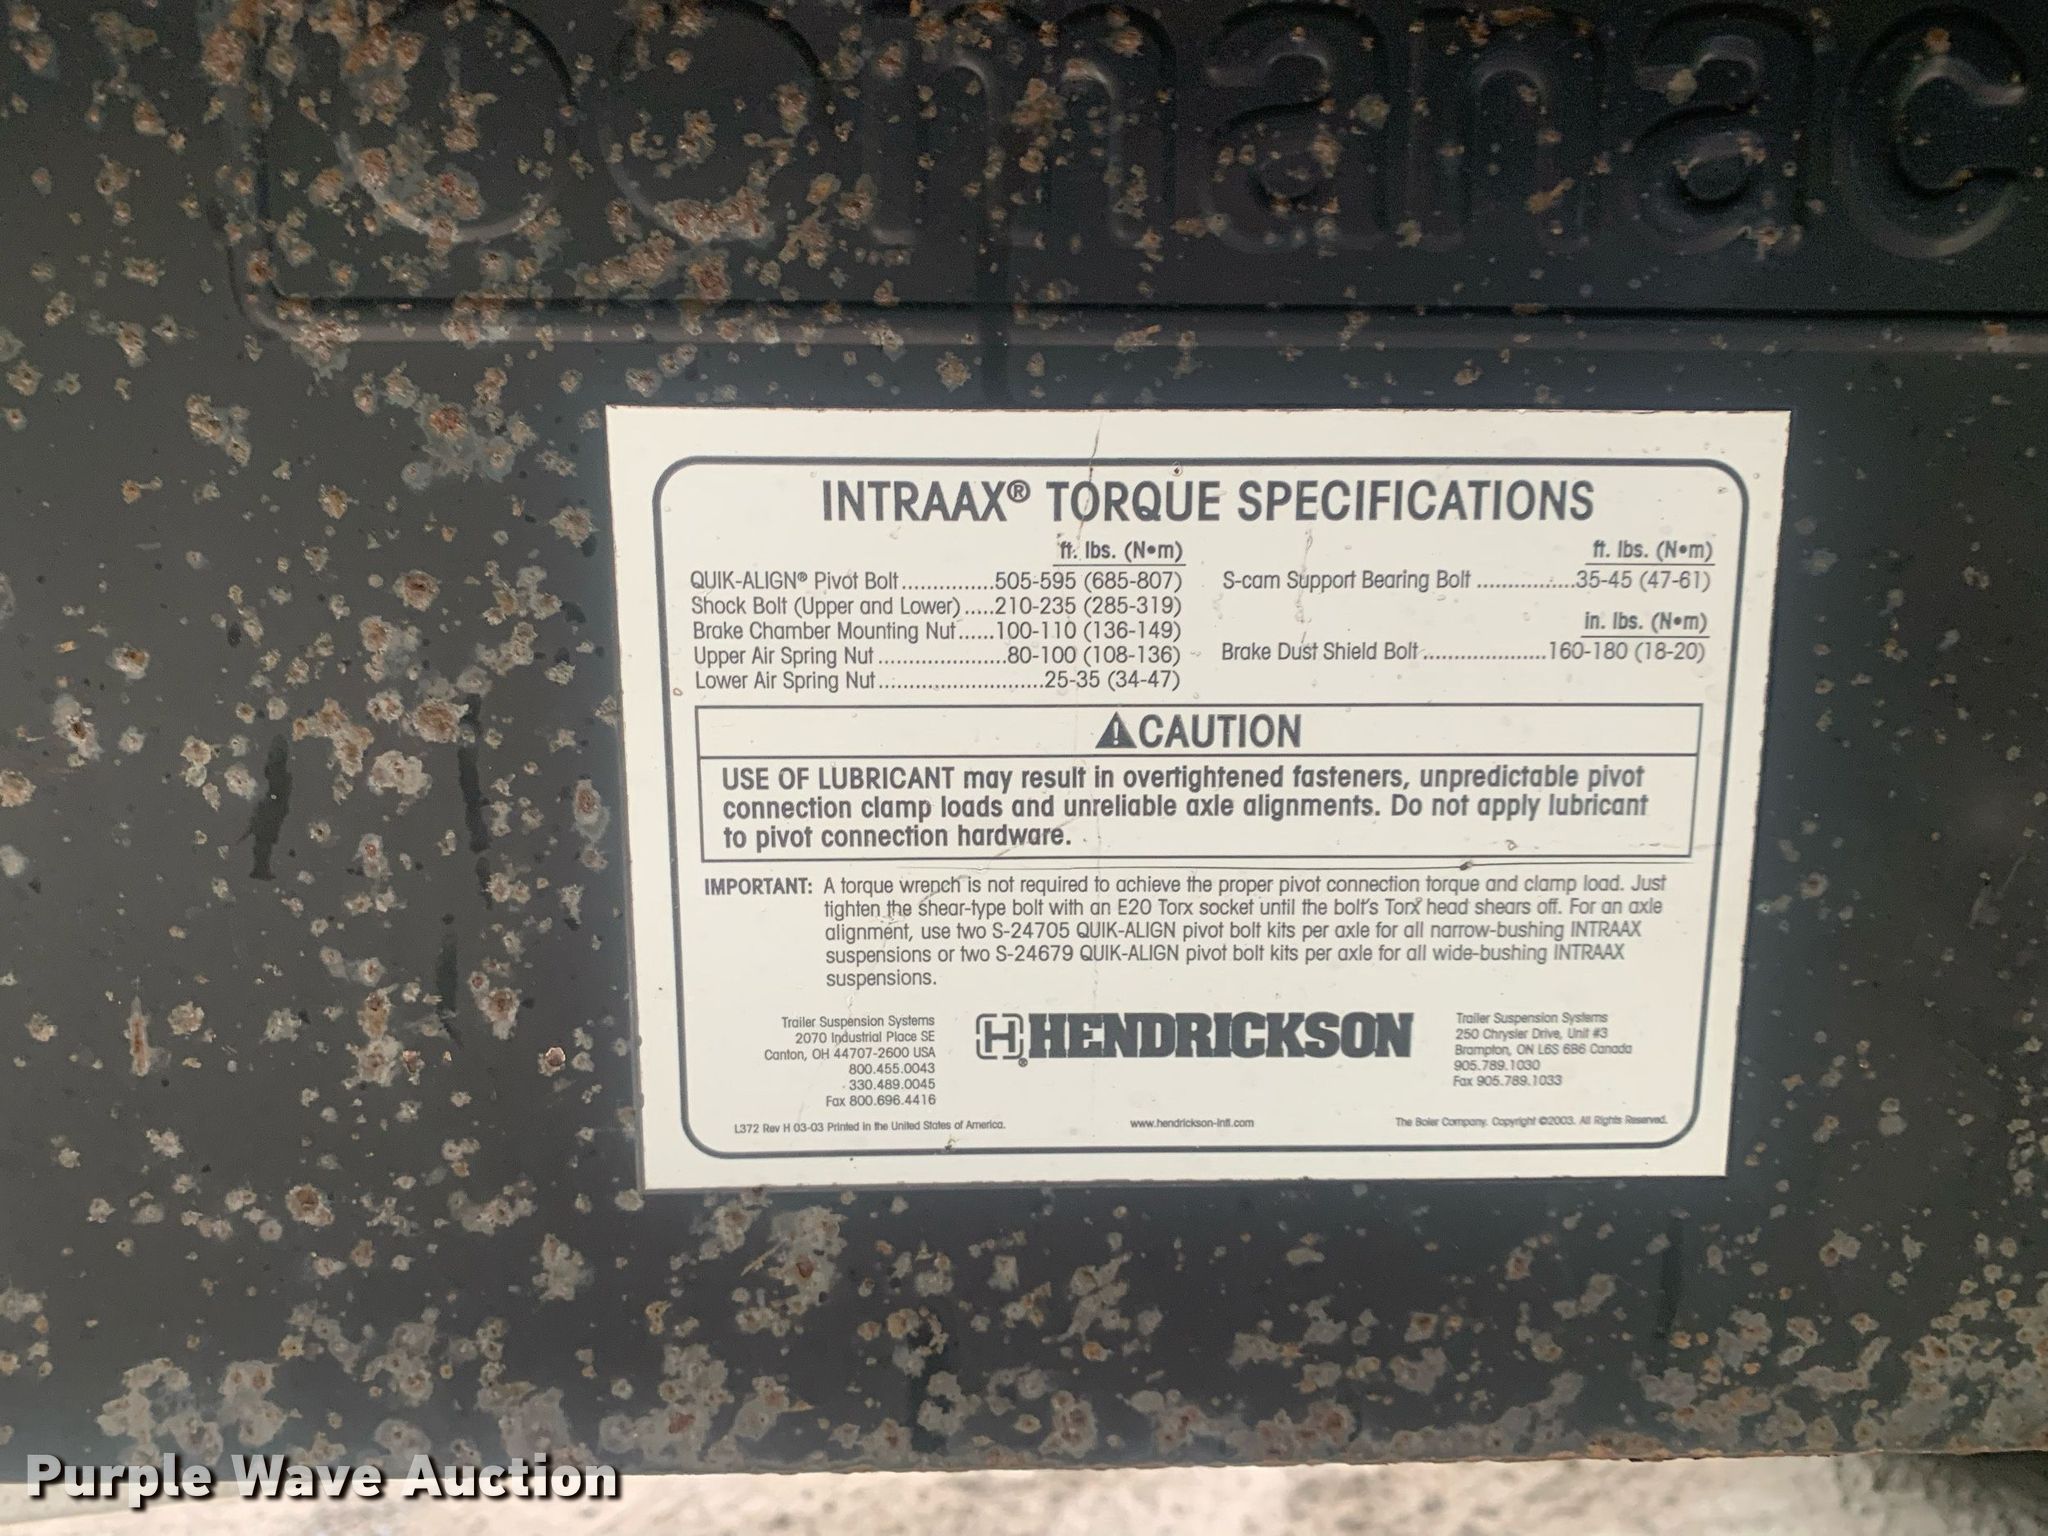 comanc
INTRAAX® TORQUE SPECIFICATIONS
ft. lbs. (N•m)
QUIK-ALIGN® Pivot Bolt...............505-595 (685-807)
Shock Bolt (Upper and Lower).....210-235 (285-319)
Brake Chamber Mounting Nut......100-110 (136-149)
Upper Air Spring Nut.....................80-100 (108-136)
Lower Air Spring Nut...........................25-35 (34-47)
ft. lbs. (N•m)
S-cam Support Bearing Bolt................35-45 (47-61)
in. lbs. (N•m)
Brake Dust Shield Bolt....................160-180 (18-20)
⚠CAUTION
USE OF LUBRICANT may result in overtightened fasteners, unpredictable pivot
connection clamp loads and unreliable axle alignments. Do not apply lubricant
to pivot connection hardware.
IMPORTANT: A torque wrench is not required to achieve the proper pivot connection torque and clamp load. Just
tighten the shear-type bolt with an E20 Torx socket until the bolt's Torx® head shears off. For an axle
alignment, use two S-24705 QUIK-ALIGN pivot bolt kits per axle for all narrow-bushing INTRAAX
suspensions or two S-24679 QUIK-ALIGN pivot bolt kits per axle for all wide-bushing INTRAAX
suspensions.
Trailer Suspension Systems
2070 Industrial Place SE
Canton, OH 44707-2600 USA
800.455.0043
330.489.0045
Fax 800.696.4416
H® HENDRICKSON
Trailer Suspension Systems
250 Chrysler Drive, Unit #3
Brampton, ON L6S 6B6 Canada
905.789.1030
Fax 905.789.1033
L372 Rev H 03-03 Printed in the United States of America.
www.hendrickson-intl.com
The Boler Company. Copyright ©2003. All Rights Reserved.
Purple Wave Auction